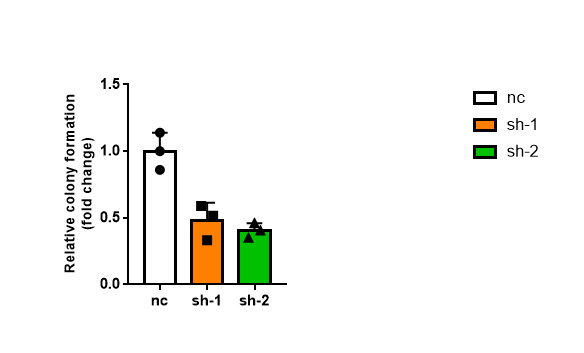 Relative colony formation
(fold change)
1.5
1.0
0.5
0.0
nc sh-1 sh-2
nc
sh-1
sh-2